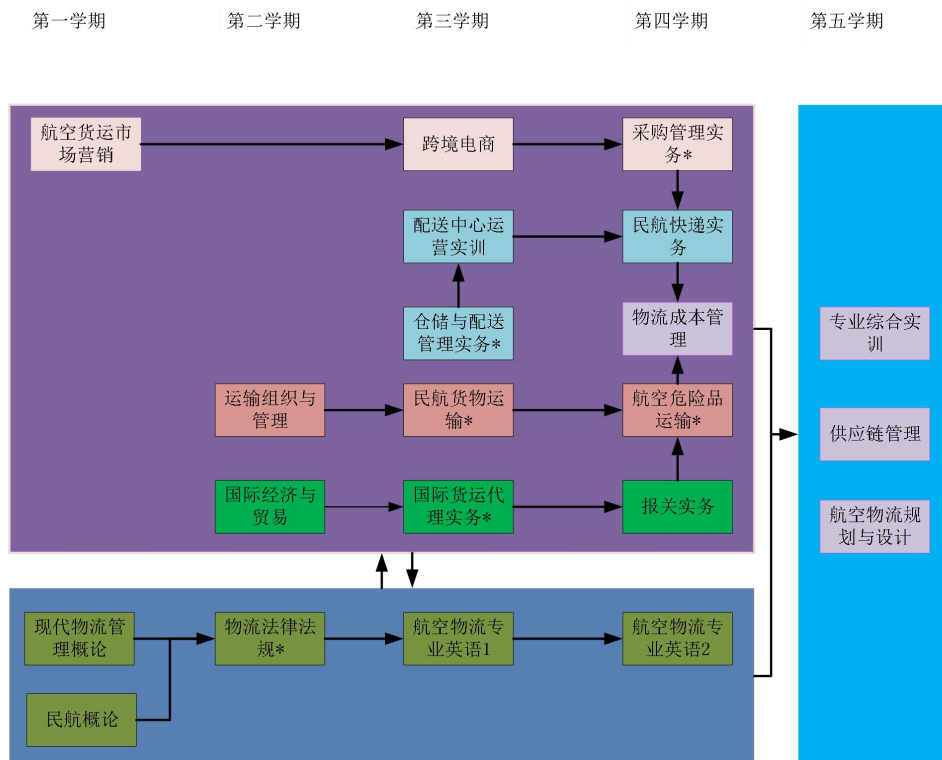 第一学期
第二学期
第三学期
第四学期
第五学期
航空货运市
场营销
跨境电商
采购管理实
务*
配送中心运
营实训
民航快递实
务
仓储与配送
管理实务*
物流成本管
理
专业综合实
训
运输组织与
管理
民航货物运
输*
航空危险品
运输*
供应链管理
国际经济与
贸易
国际货运代
理实务*
报关实务
航空物流规
划与设计
现代物流管
理概论
物流法律法
规*
航空物流专
业英语1
航空物流专
业英语2
民航概论